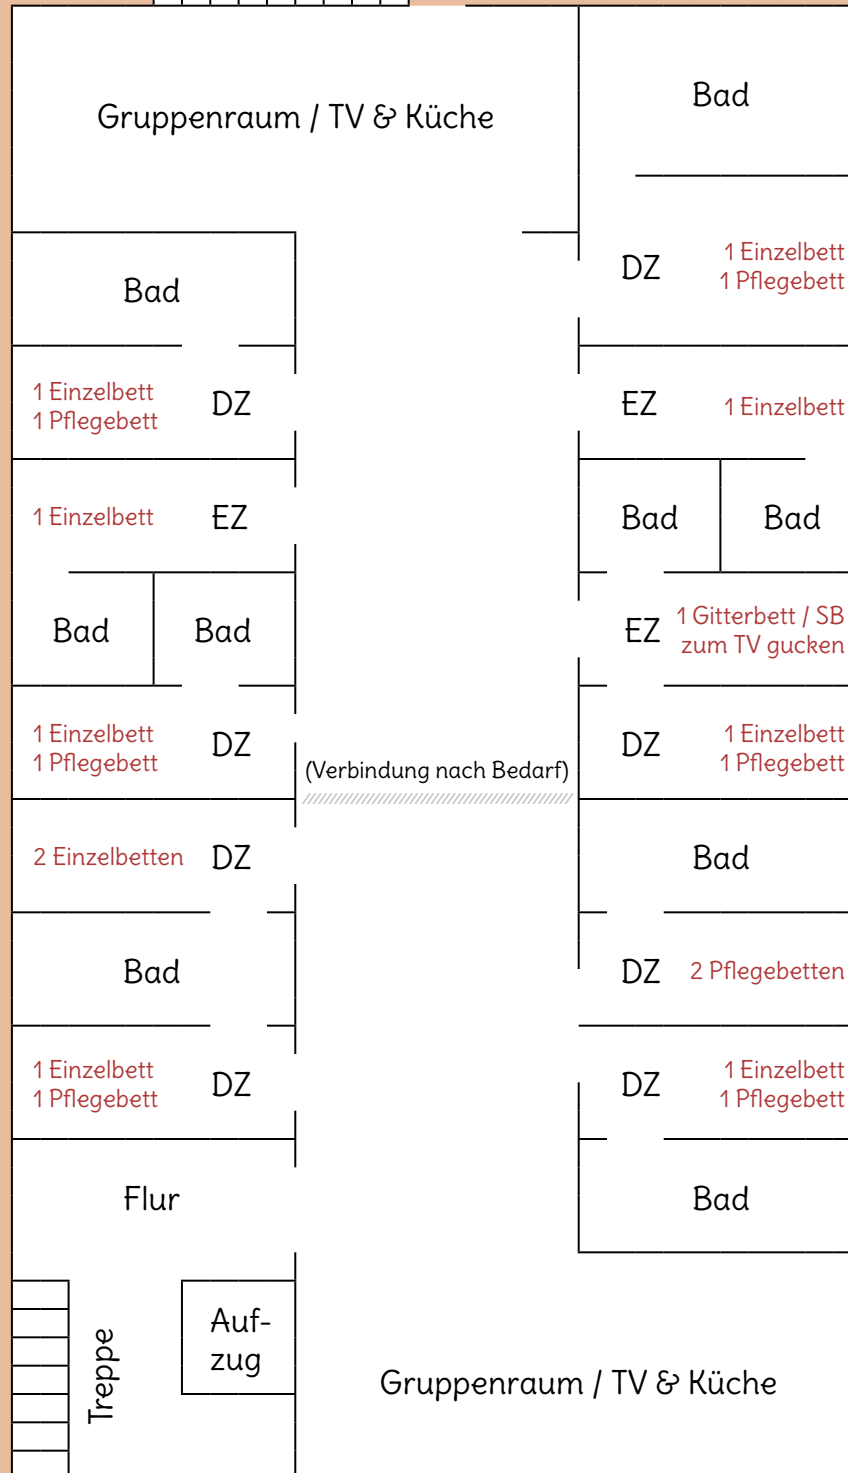 Gruppenraum / TV & Küche
Bad
DZ
1 Einzelbett
1 Pflegebett
Bad
1 Einzelbett
1 Pflegebett
DZ
EZ
1 Einzelbett
1 Einzelbett
EZ
Bad
Bad
Bad
Bad
EZ
1 Gitterbett / SB
zum TV gucken
1 Einzelbett
1 Pflegebett
DZ
(Verbindung nach Bedarf)
DZ
1 Einzelbett
1 Pflegebett
2 Einzelbetten
DZ
Bad
Bad
DZ
2 Pflegebetten
1 Einzelbett
1 Pflegebett
DZ
DZ
1 Einzelbett
1 Pflegebett
Flur
Bad
Treppe
Auf-
zug
Gruppenraum / TV & Küche